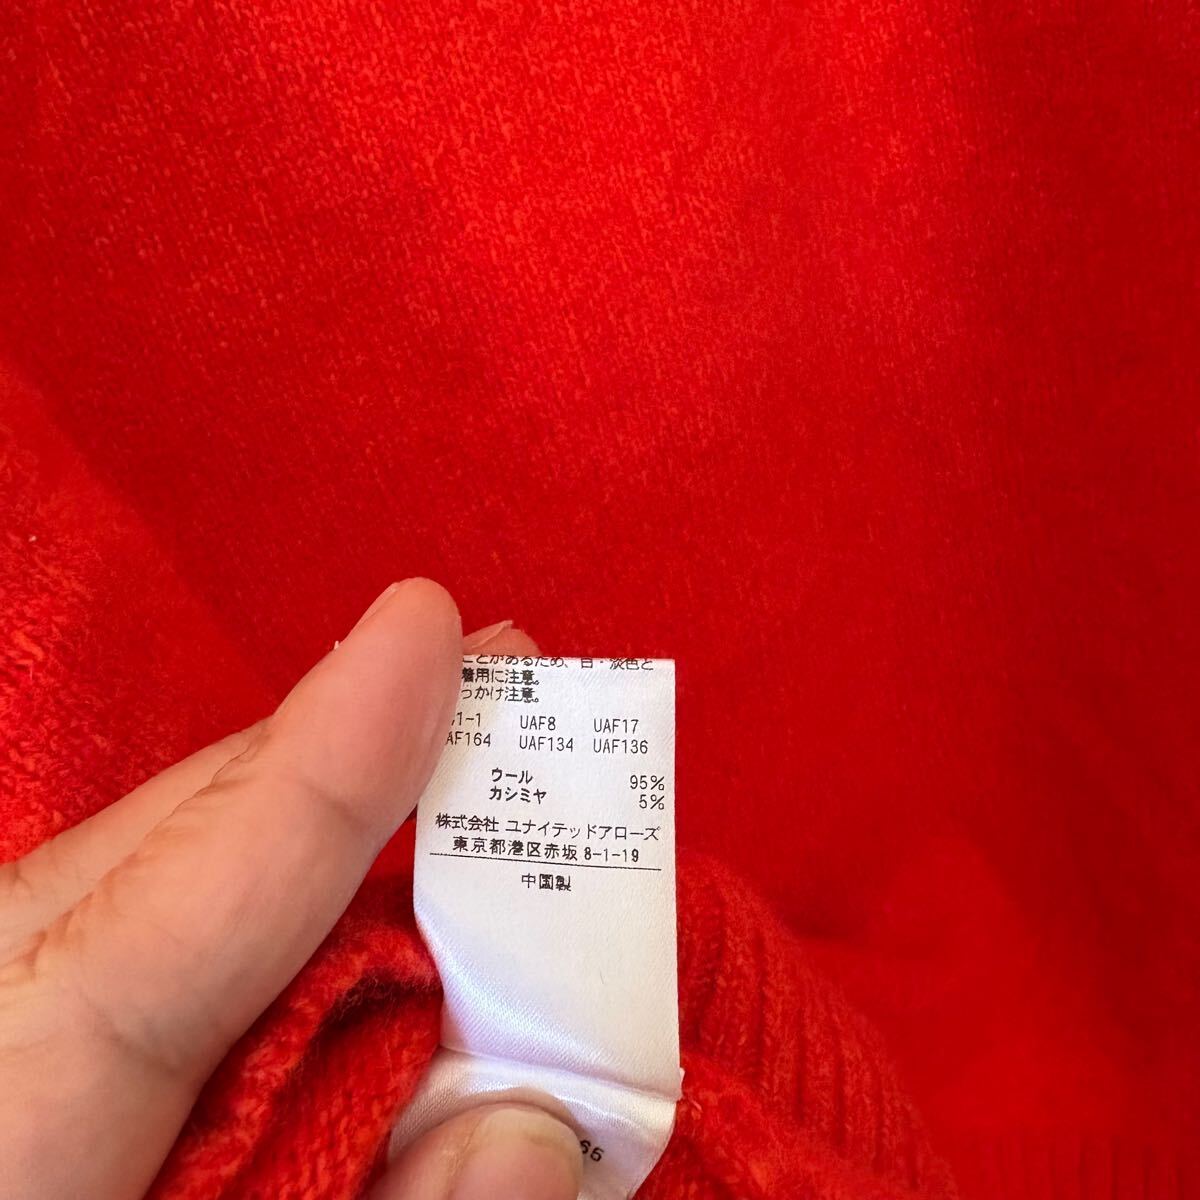 ことがあるため、白・淡色と
着用に注意。
っかけ注意。
1-1 UAF8 UAF17
AF164 UAF134 UAF136
ウール 95%
カシミヤ 5%
株式会社 ユナイテッドアローズ
東京都港区赤坂 8-1-19
中国製